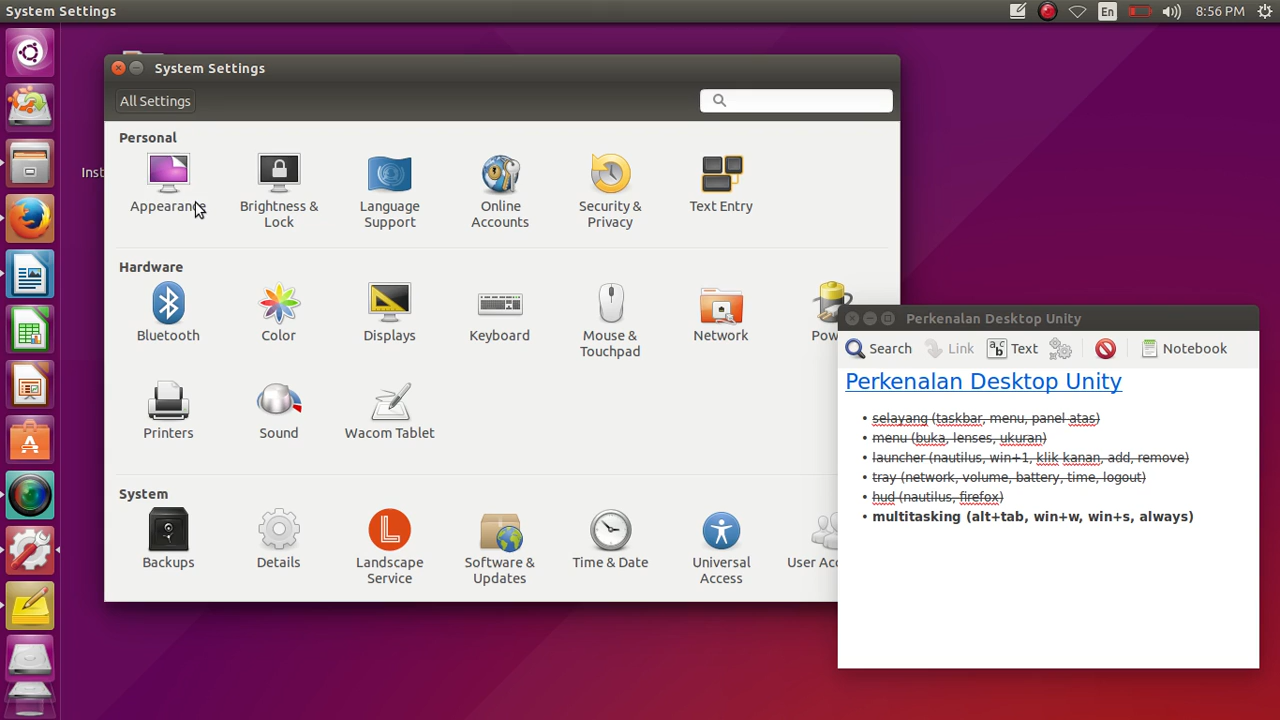 System Settings
En
8:56 PM
System Settings
All Settings
Personal
Appearance
Brightness &
Lock
Language
Support
Online
Accounts
Security &
Privacy
Text Entry
Hardware
Bluetooth
Color
Displays
Keyboard
Mouse &
Touchpad
Network
Printers
Sound
Wacom Tablet
System
Backups
Details
Landscape
Service
Software &
Updates
Time & Date
Universal
Access
User
Perkenalan Desktop Unity
Search
Link
Text
Notebook
Perkenalan Desktop Unity
• selayang (taskbar, menu, panel atas)
• menu (buka, lenses, ukuran)
• launcher (nautilus, win+1, klik kanan, add, remove)
• tray (network, volume, battery, time, logout)
• hud (nautilus, firefox)
• multitasking (alt+tab, win+w, win+s, always)